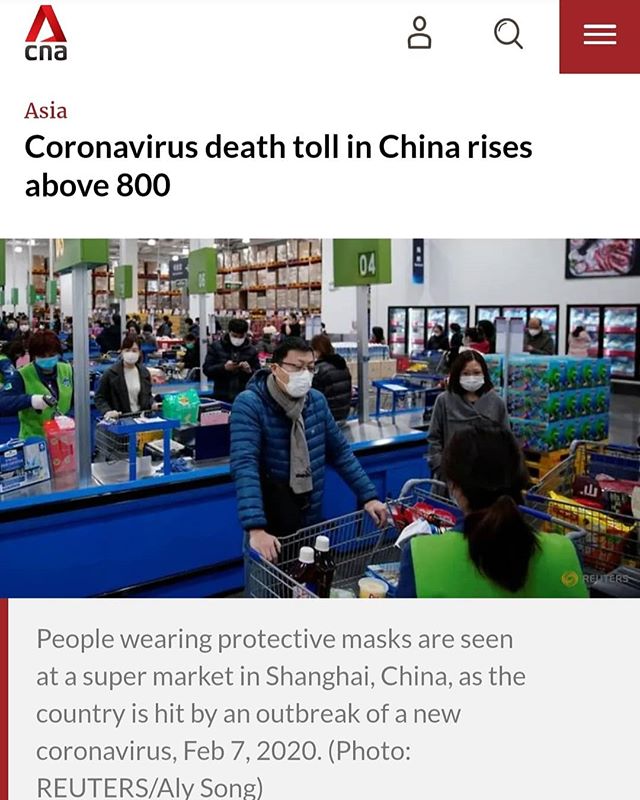 cna
Asia
Coronavirus death toll in China rises
above 800
04
REUTERS
People wearing protective masks are seen
at a super market in Shanghai, China, as the
country is hit by an outbreak of a new
coronavirus, Feb 7, 2020. (Photo:
REUTERS/Aly Song)